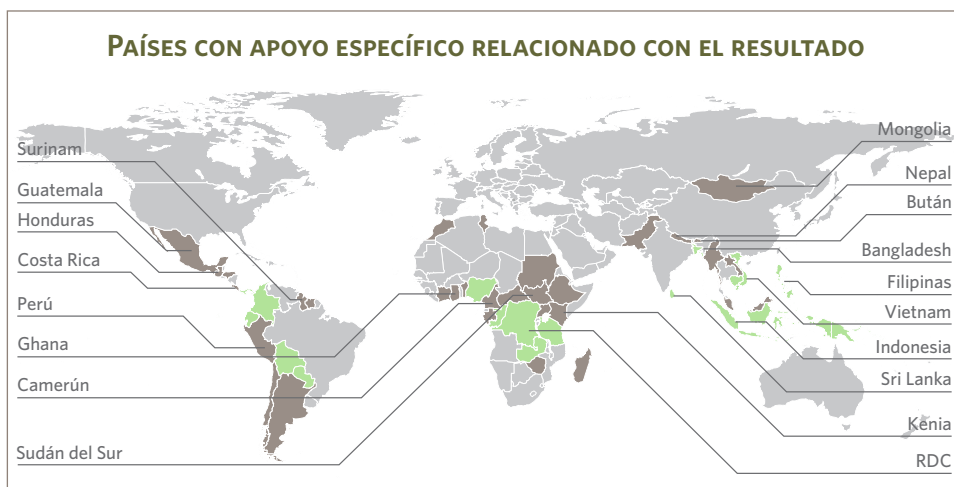 PAÍSES CON APOYO ESPECÍFICO RELACIONADO CON EL RESULTADO
Surinam
Guatemala
Honduras
Costa Rica
Perú
Ghana
Camerún
Sudán del Sur
Mongolia
Nepal
Bután
Bangladesh
Filipinas
Vietnam
Indonesia
Sri Lanka
Kenia
RDC